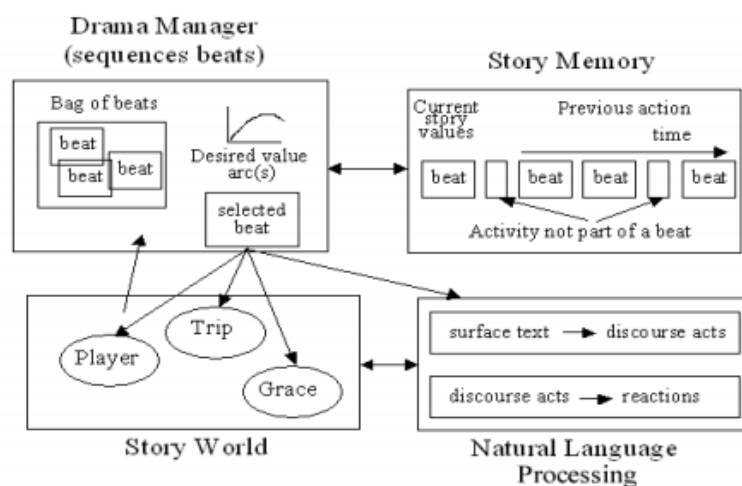 Drama Manager
(sequences beats)
Bag of beats
beat
beat
beat
Desired value
arc(s)
selected
beat
Story Memory
Current
story
values
Previous action
time
beat
beat
beat
beat
Activity not part of a beat
Player
Trip
Grace
Story World
surface text
discourse acts
discourse acts
reactions
Natural Language
Processing